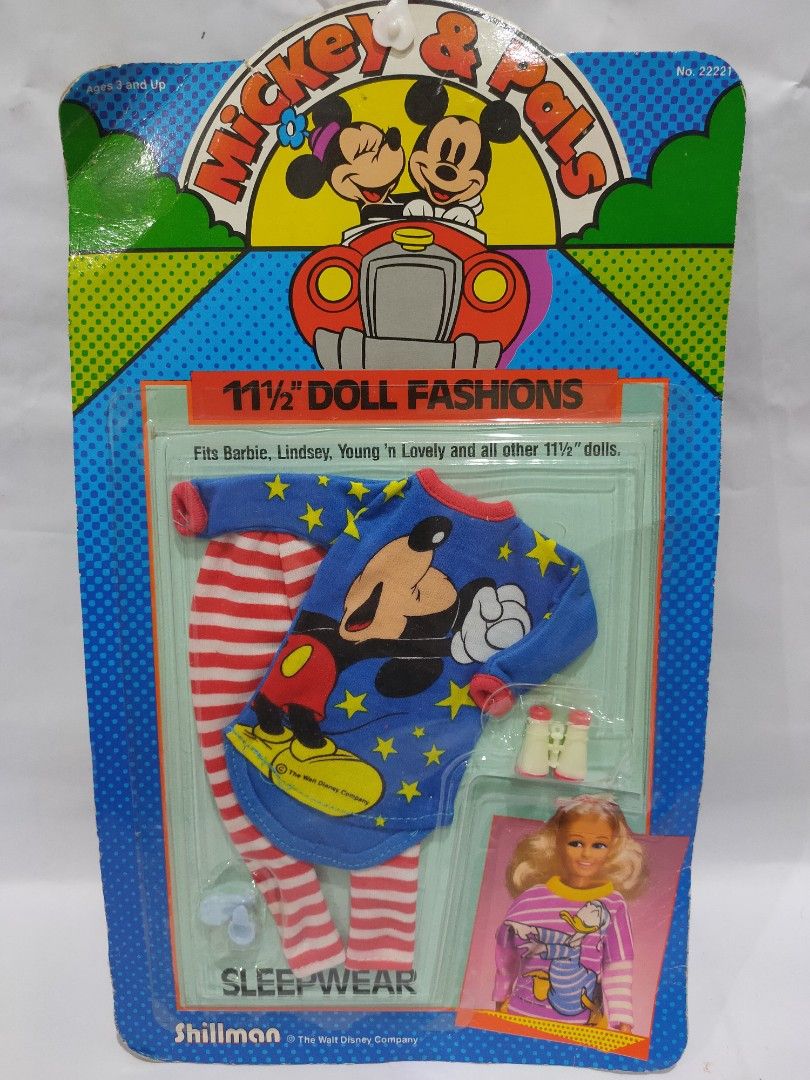 Ages 3 and Up
No. 22221
Mickey & Pals
11½" DOLL FASHIONS
Fits Barbie, Lindsey, Young 'n Lovely and all other 11½" dolls.
© The Walt Disney Company
SLEEPWEAR
Shillman © The Walt Disney Company